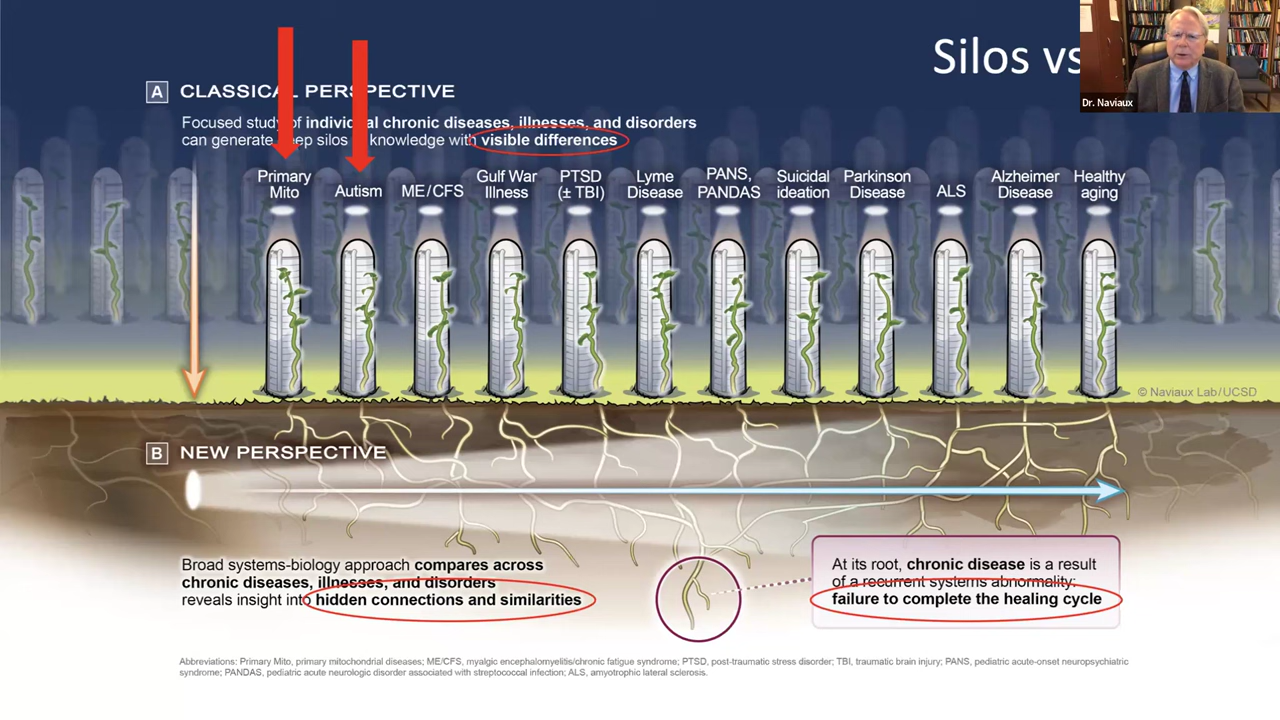 Silos vs
Dr. Naviaux
A CLASSICAL PERSPECTIVE
Focused study of individual chronic diseases, illnesses, and disorders
can generate deep silos knowledge with visible differences
Primary
Mito
Autism
ME/CFS
Gulf War
Illness
PTSD
(± TBI)
Lyme
Disease
PANS,
PANDAS
Suicidal
ideation
Parkinson
Disease
ALS
Alzheimer
Disease
Healthy
aging
© Naviaux Lab/UCSD
B NEW PERSPECTIVE
Broad systems-biology approach compares across
chronic diseases, illnesses, and disorders
reveals insight into hidden connections and similarities
At its root, chronic disease is a result
of a recurrent systems abnormality:
failure to complete the healing cycle
Abbreviations: Primary Mito, primary mitochondrial diseases; ME/CFS, myalgic encephalomyelitis/chronic fatigue syndrome; PTSD, post-traumatic stress disorder; TBI, traumatic brain injury; PANS, pediatric acute-onset neuropsychiatric
syndrome; PANDAS, pediatric acute neurologic disorder associated with streptococcal infection; ALS, amyotrophic lateral sclerosis.